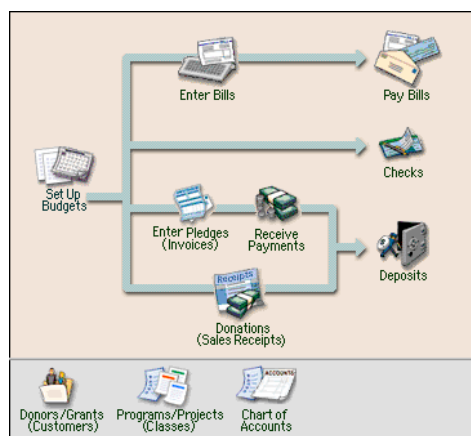 Enter Bills
Pay Bills
Checks
Set Up
Budgets
Enter Pledges
(Invoices)
Receive
Payments
Deposits
Receipts
Donations
(Sales Receipts)
Donors/Grants
(Customers)
Programs/Projects
(Classes)
ACCOUNTS
Chart of
Accounts